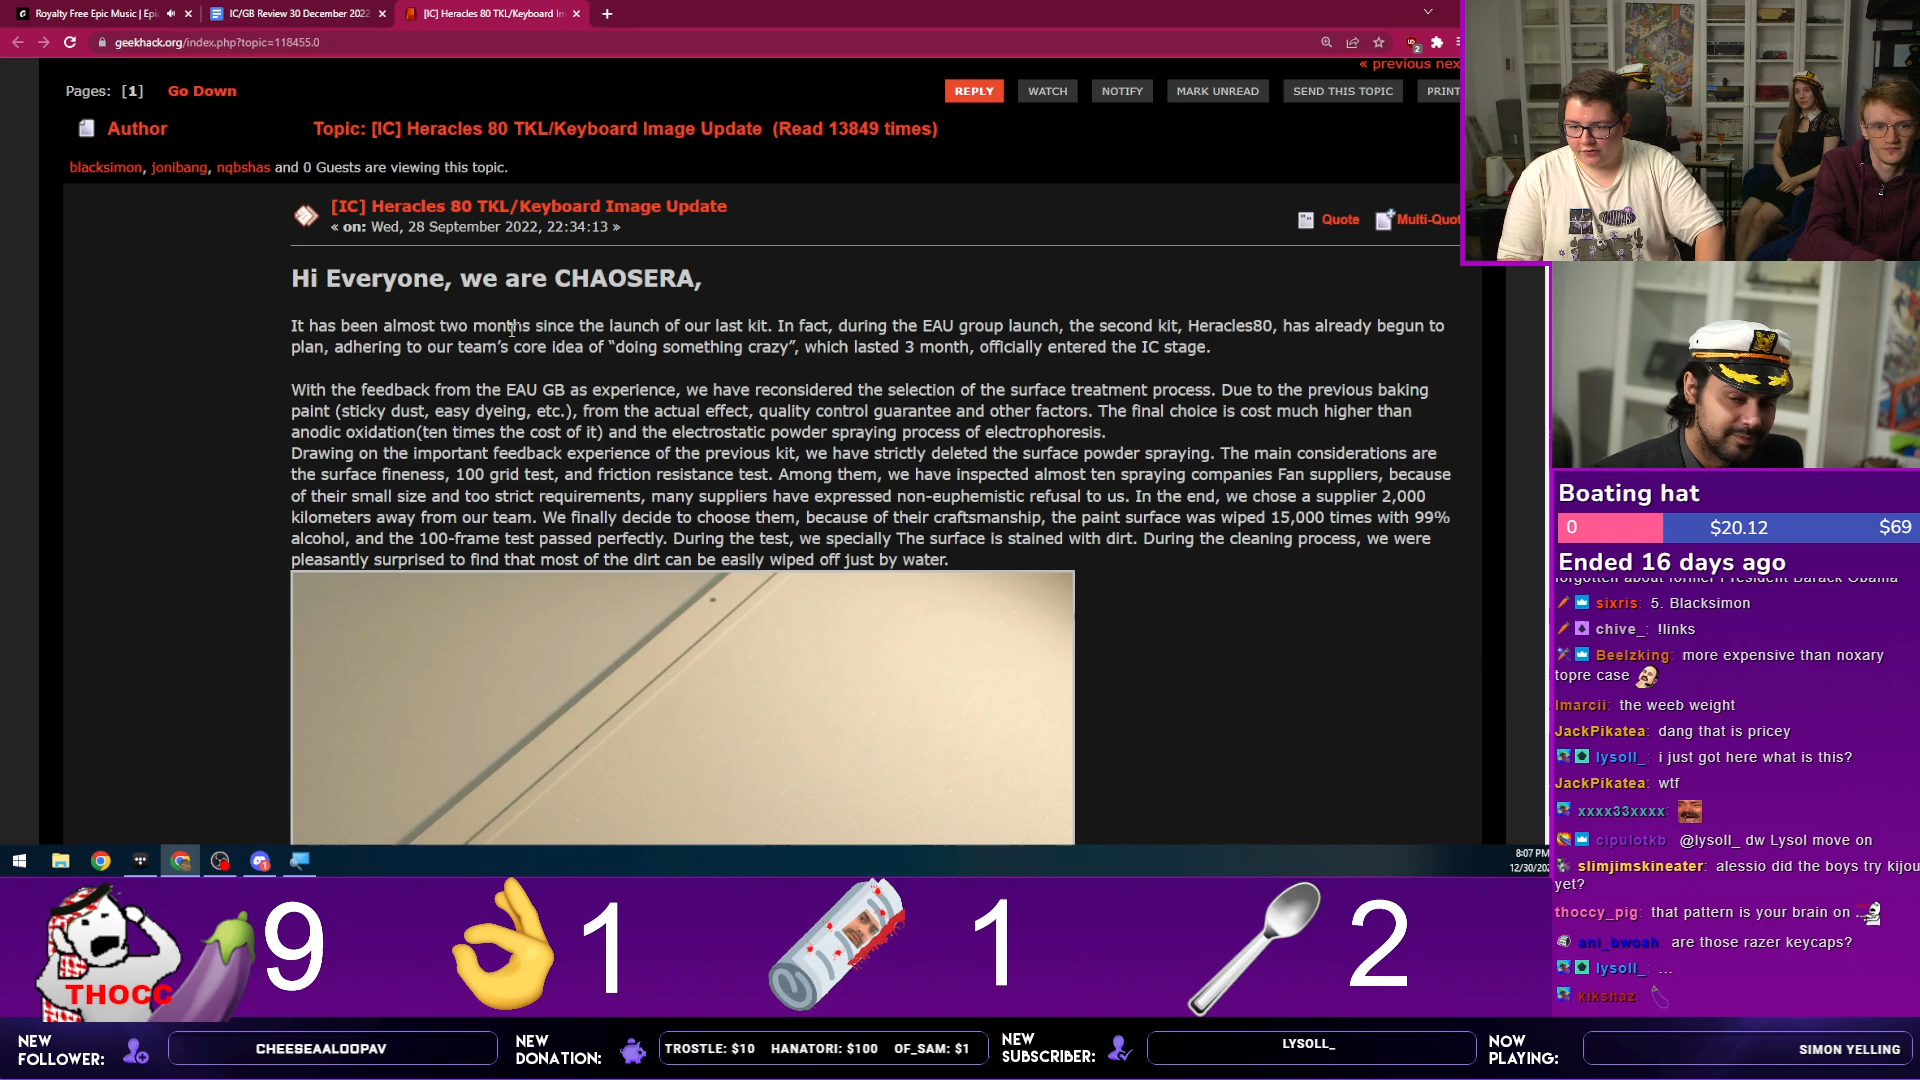 Royalty Free Epic Music | Epi
IC/GB Review 30 December 2022
[IC] Heracles 80 TKL/Keyboard Im
geekhack.org/index.php?topic=118455.0
« previous nex
Pages: [1] Go Down
REPLY WATCH NOTIFY MARK UNREAD SEND THIS TOPIC PRINT
Author Topic: [IC] Heracles 80 TKL/Keyboard Image Update (Read 13849 times)
blacksimon, jonibang, nqbshas and 0 Guests are viewing this topic.
[IC] Heracles 80 TKL/Keyboard Image Update
« on: Wed, 28 September 2022, 22:34:13 »
Quote Multi-Quot
Hi Everyone, we are CHAOSERA,
It has been almost two months since the launch of our last kit. In fact, during the EAU group launch, the second kit, Heracles80, has already begun to
plan, adhering to our team's core idea of “doing something crazy”, which lasted 3 month, officially entered the IC stage.
With the feedback from the EAU GB as experience, we have reconsidered the selection of the surface treatment process. Due to the previous baking
paint (sticky dust, easy dyeing, etc.), from the actual effect, quality control guarantee and other factors. The final choice is cost much higher than
anodic oxidation(ten times the cost of it) and the electrostatic powder spraying process of electrophoresis.
Drawing on the important feedback experience of the previous kit, we have strictly deleted the surface powder spraying. The main considerations are
the surface fineness, 100 grid test, and friction resistance test. Among them, we have inspected almost ten spraying companies Fan suppliers, because
of their small size and too strict requirements, many suppliers have expressed non-euphemistic refusal to us. In the end, we chose a supplier 2,000
kilometers away from our team. We finally decide to choose them, because of their craftsmanship, the paint surface was wiped 15,000 times with 99%
alcohol, and the 100-frame test passed perfectly. During the test, we specially The surface is stained with dirt. During the cleaning process, we were
pleasantly surprised to find that most of the dirt can be easily wiped off just by water.
8:07 PM
12/30/202
Boating hat
0 $20.12 $69
Ended 16 days ago
forgotten about former President Barack Obama
sixris: 5. Blacksimon
chive_: !links
Beelzking: more expensive than noxary
topre case
lmarcii: the weeb weight
JackPikatea: dang that is pricey
lysoll_: i just got here what is this?
JackPikatea: wtf
xxxx33xxxx:
cipulotkb: @lysoll_ dw Lysol move on
slimjimskineater: alessio did the boys try kijou
yet?
thoccy_pig: that pattern is your brain on
ani_bwoah: are those razer keycaps?
lysoll_: ...
kikshaz:
THOCC 9 1 1 2
NEW FOLLOWER: CHEESEAALOOPAV
NEW DONATION: TROSTLE: $10 HANATORI: $100 OF_SAM: $1
NEW SUBSCRIBER: LYSOLL_
NOW PLAYING: SIMON YELLING